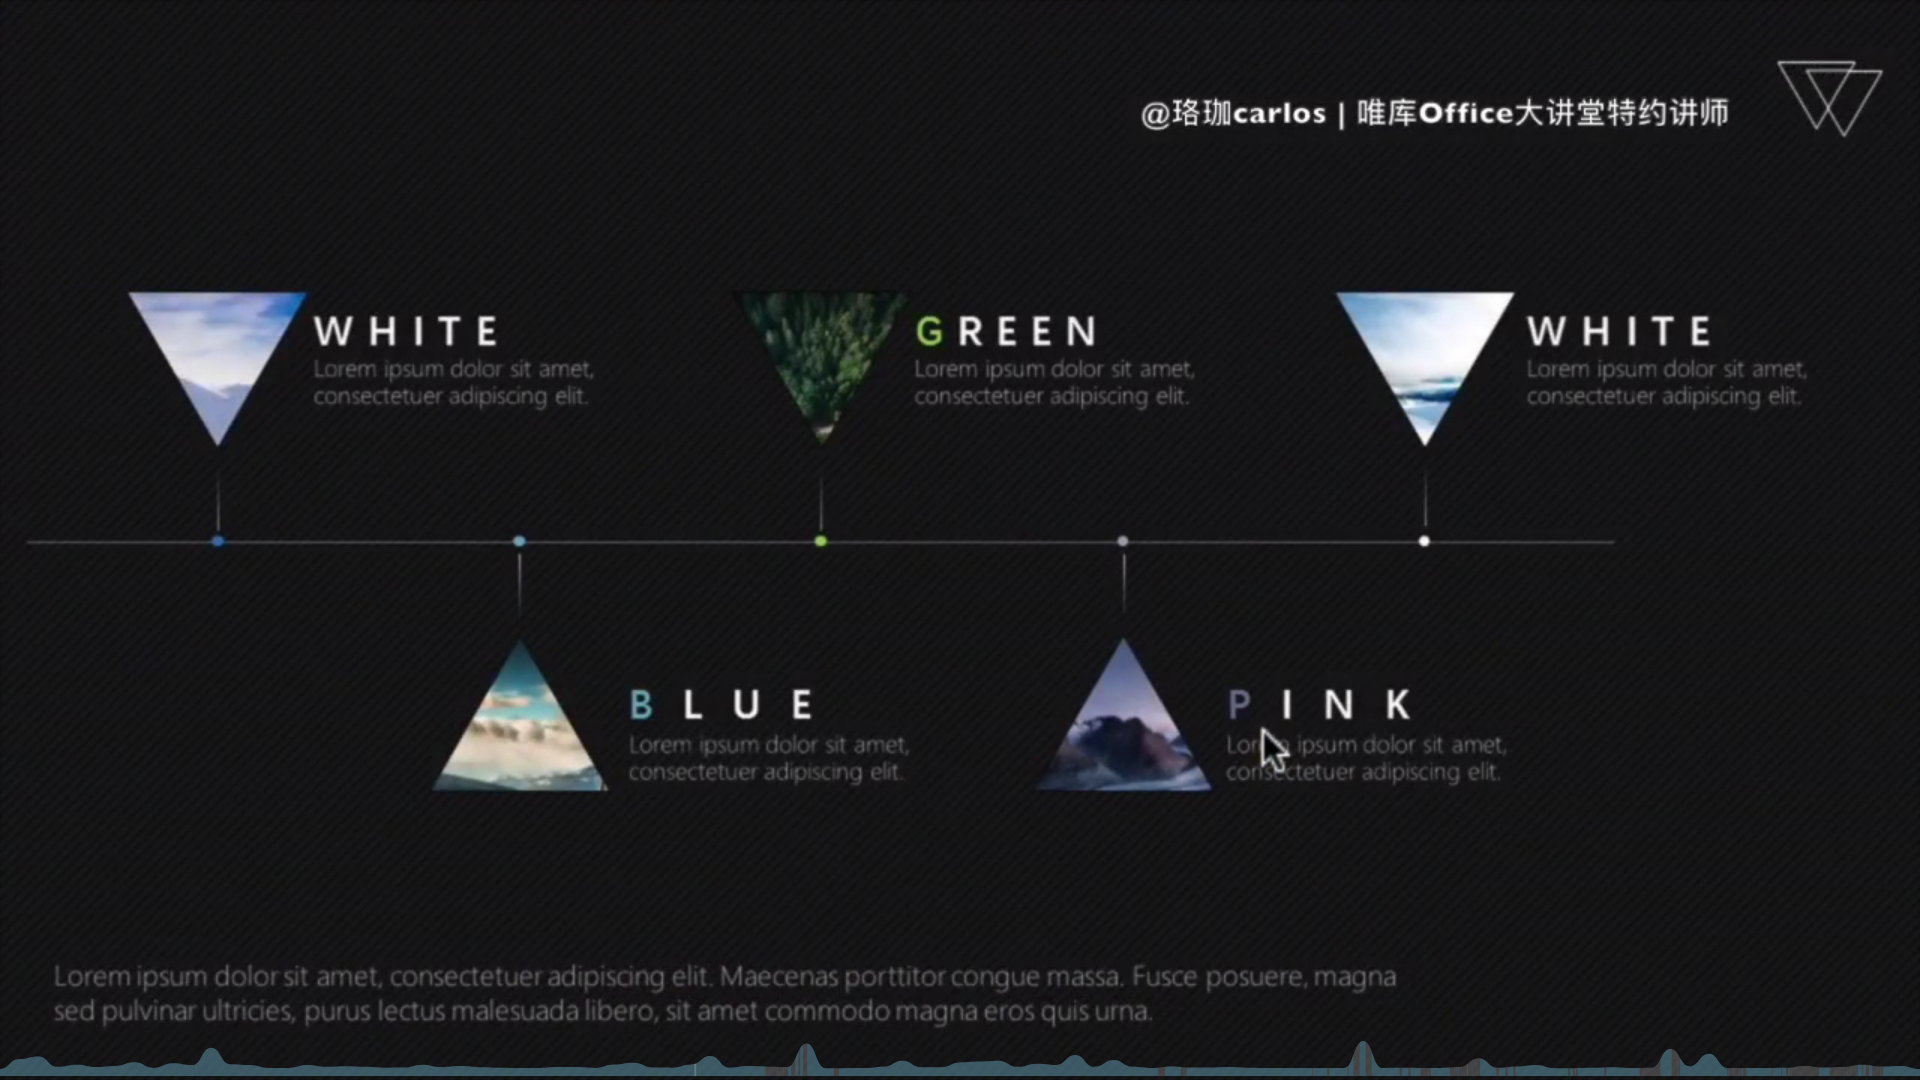 @珞珈carlos | 唯库Office大讲堂特约讲师
WHITE
Lorem ipsum dolor sit amet,
consectetuer adipiscing elit.
GREEN
Lorem ipsum dolor sit amet,
consectetuer adipiscing elit.
WHITE
Lorem ipsum dolor sit amet,
consectetuer adipiscing elit.
BLUE
Lorem ipsum dolor sit amet,
consectetuer adipiscing elit.
PINK
Lorem ipsum dolor sit amet,
consectetuer adipiscing elit.
Lorem ipsum dolor sit amet, consectetuer adipiscing elit. Maecenas porttitor congue massa. Fusce posuere, magna
sed pulvinar ultricies, purus lectus malesuada libero, sit amet commodo magna eros quis urna.